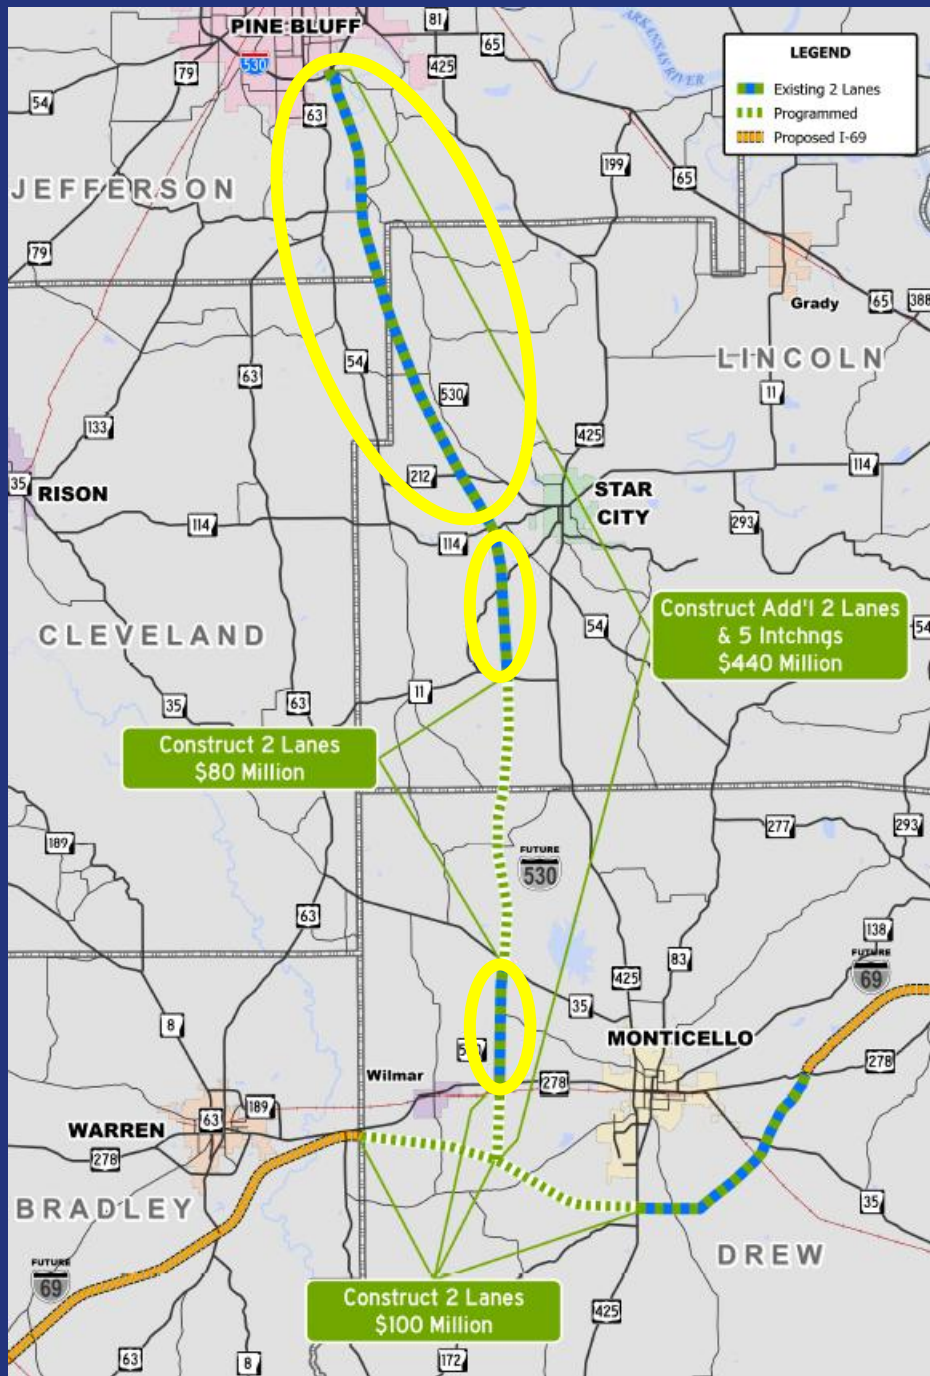 PINE BLUFF
81
65
530
425
79
54
63
ARKANSAS RIVER
LEGEND
Existing 2 Lanes
Programmed
Proposed I-69
199
65
JEFFERSON
79
Grady
65
388
LINCOLN
54
63
530
11
133
425
114
212
35
RISON
STAR
CITY
114
114
293
CLEVELAND
54
54
Construct Add'l 2 Lanes
& 5 Intchngs
$440 Million
11
35
63
Construct 2 Lanes
$80 Million
277
293
189
FUTURE
530
63
138
83
FUTURE
69
425
35
8
MONTICELLO
278
Wilmar
278
189
63
WARREN
278
BRADLEY
35
DREW
FUTURE
69
Construct 2 Lanes
$100 Million
425
63
8
172